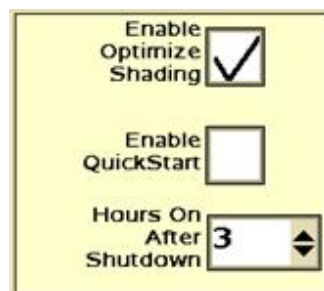 Enable
Optimize
Shading
Enable
QuickStart
Hours On
After
Shutdown
3